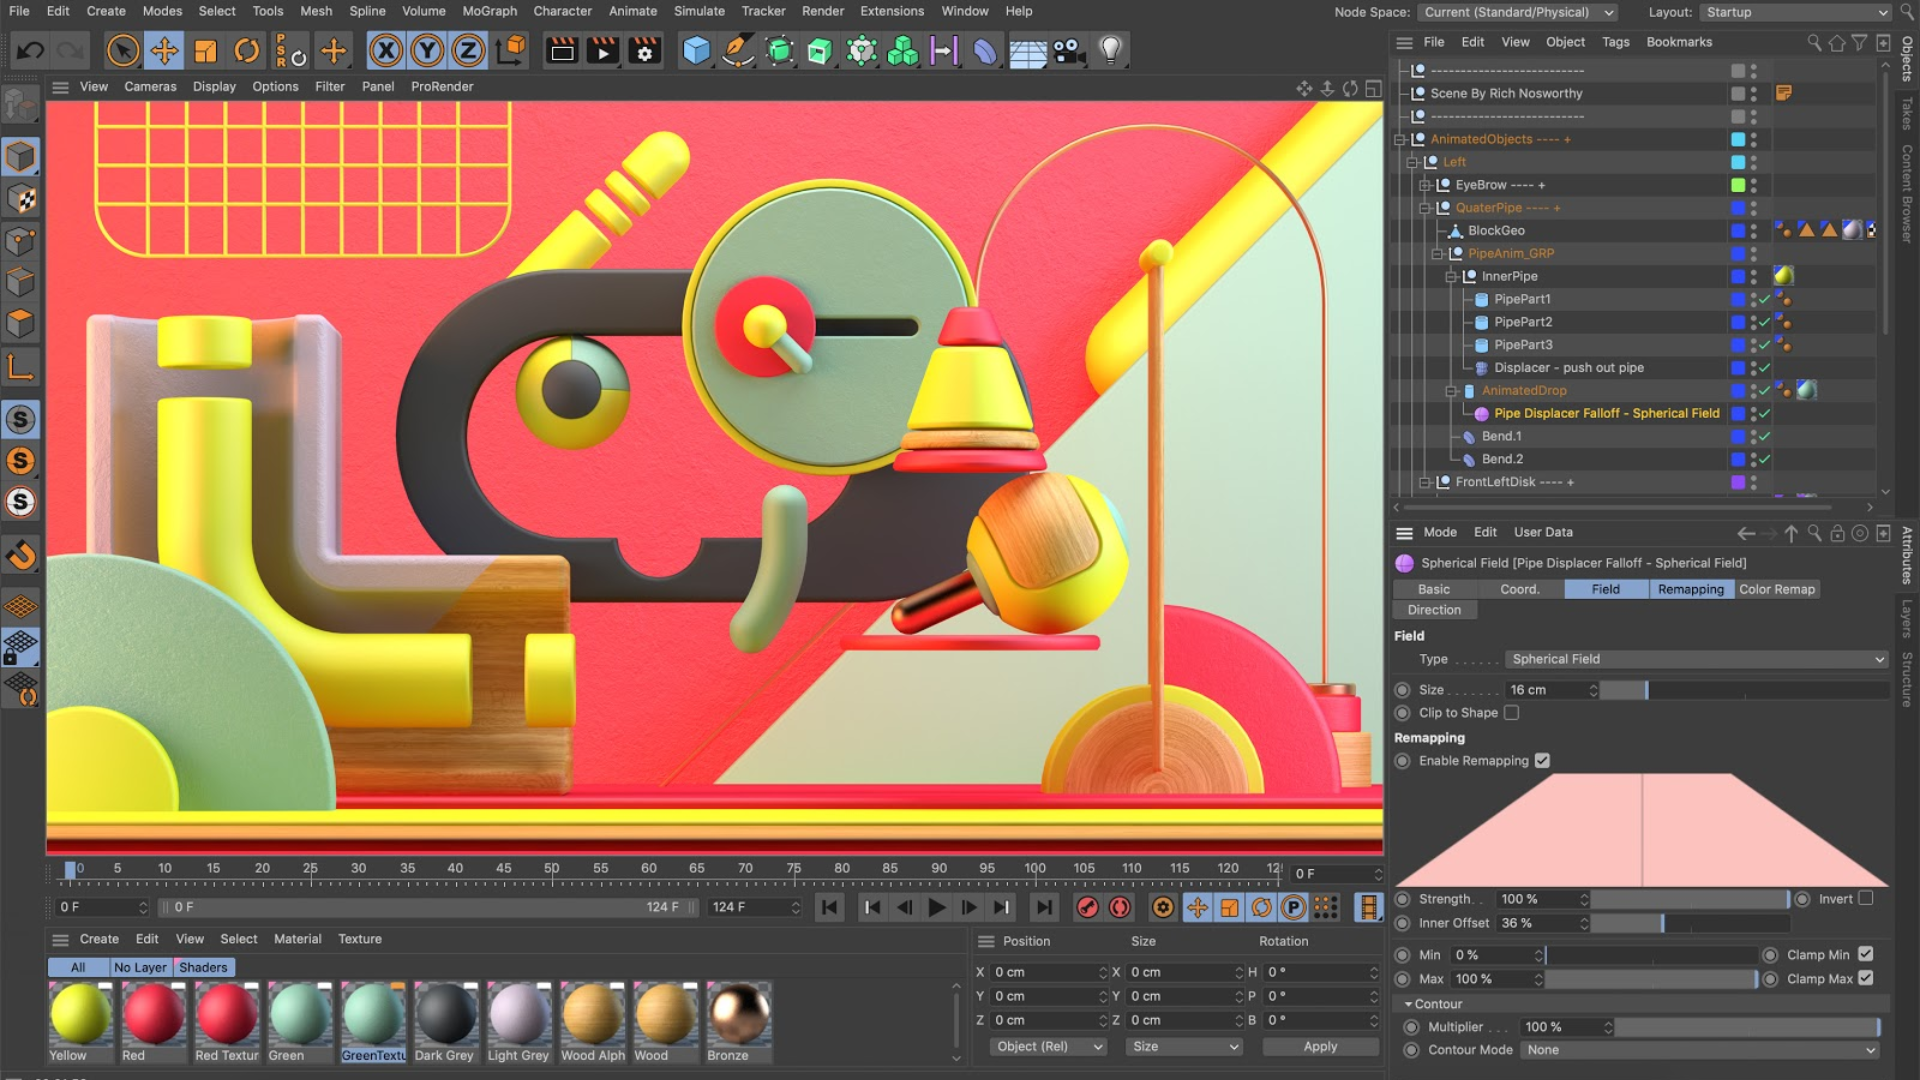 File Edit Create Modes Select Tools Mesh Spline Volume MoGraph Character Animate Simulate Tracker Render Extensions Window Help Node Space: Current (Standard/Physical) Layout: Startup
PSR X Y Z
File Edit View Object Tags Bookmarks
View Cameras Display Options Filter Panel ProRender
--------------------------
Scene By Rich Nosworthy
--------------------------
AnimatedObjects ---- +
Left
EyeBrow ---- +
QuaterPipe ---- +
BlockGeo
PipeAnim_GRP
InnerPipe
PipePart1
PipePart2
PipePart3
Displacer - push out pipe
AnimatedDrop
Pipe Displacer Falloff - Spherical Field
Bend.1
Bend.2
FrontLeftDisk ---- +
Objects
Takes
Content Browser
S
S
S
Mode Edit User Data
Spherical Field [Pipe Displacer Falloff - Spherical Field]
Basic Coord. Field Remapping Color Remap
Direction
Field
Type Spherical Field
Size 16 cm
Clip to Shape
Remapping
Enable Remapping
Strength 100 % Invert
Inner Offset 36 %
Min 0 % Clamp Min
Max 100 % Clamp Max
Contour
Multiplier 100 %
Contour Mode None
Attributes
Layers
Structure
0 5 10 15 20 25 30 35 40 45 50 55 60 65 70 75 80 85 90 95 100 105 110 115 120 0 F
0 F 0 F 124 F 124 F P
Create Edit View Select Material Texture
All No Layer Shaders
Yellow Red Red Textur Green GreenTextu Dark Grey Light Grey Wood Alph Wood Bronze
Position Size Rotation
X 0 cm X 0 cm H 0 °
Y 0 cm Y 0 cm P 0 °
Z 0 cm Z 0 cm B 0 °
Object (Rel) Size Apply